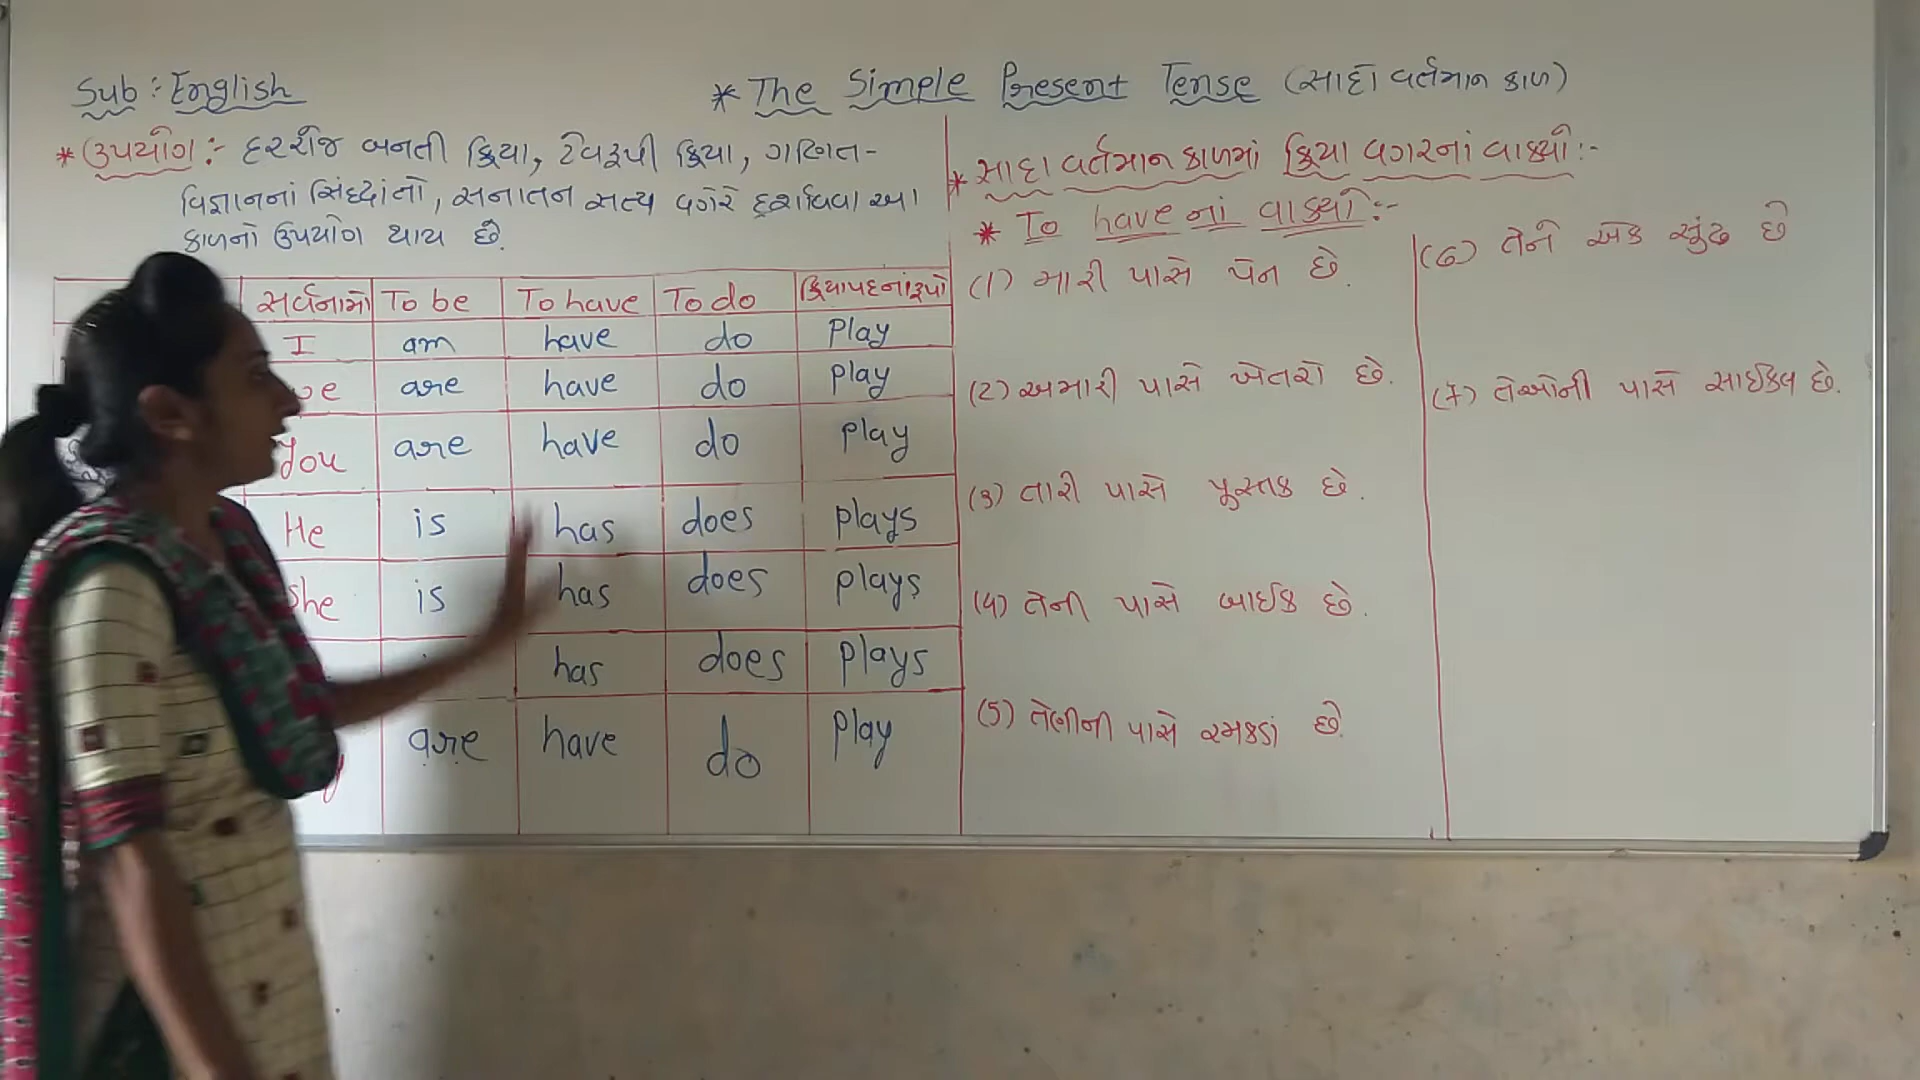 Sub : English
* The Simple Present Tense (સાદો વર્તમાન કાળ)
* ઉપયોગ :- દરરોજ બનતી ક્રિયા, ટેવરૂપી ક્રિયા, ગણિત-
વિજ્ઞાનનાં સિદ્ધાંતો, સનાતન સત્ય વગેરે દર્શાવવા આ
કાળનો ઉપયોગ થાય છે.
સર્વનામો To be To have To do ક્રિયાપદનાં રૂપો
I am have do Play
we are have do play
You are have do play
He is has does plays
She is has does plays
has does plays
are have do play
* સાદા વર્તમાન કાળમાં ક્રિયા વગરનાં વાક્યો :-
* To have નાં વાક્યો :-
(1) મારી પાસે પેન છે.
(2) અમારી પાસે ખેતરો છે.
(3) તારી પાસે પુસ્તક છે.
(4) તેની પાસે બાઈક છે.
(5) તેણીની પાસે રમકડાં છે.
(6) તેને એક સૂંઢ છે
(7) તેઓની પાસે સાઈકલ છે.